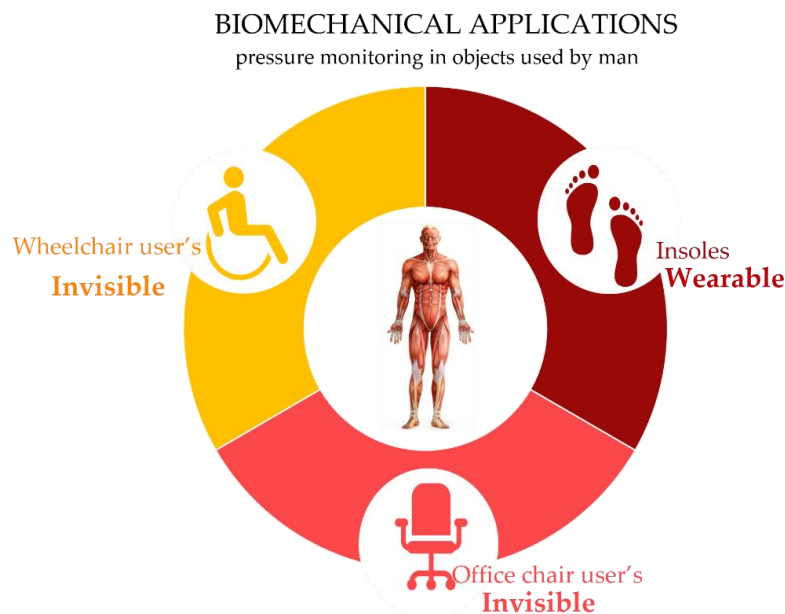 BIOMECHANICAL APPLICATIONS
pressure monitoring in objects used by man
Wheelchair user's
Invisible
Insoles
Wearable
Office chair user's
Invisible